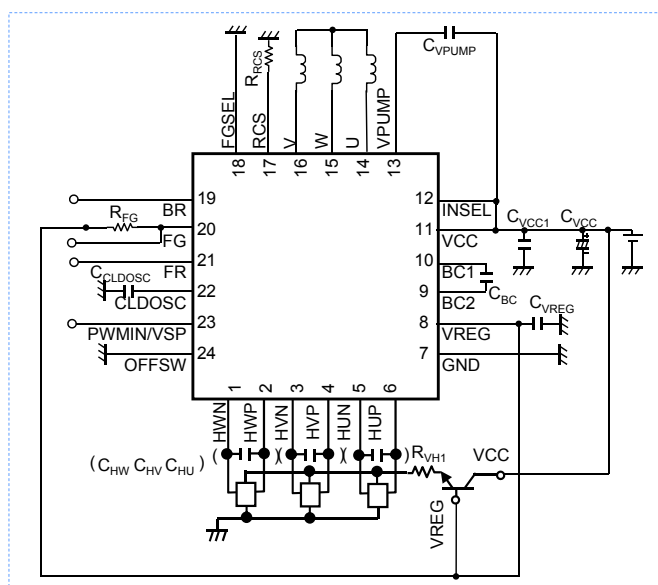 CVPUMP
FGSEL
RRCS
RCS
V
W
U
VPUMP
18
17
16
15
14
13
19
BR
RFG
20
FG
21
FR
CCLDOSC
22
CLDOSC
23
PWMIN/VSP
24
OFFSW
12
INSEL
11
VCC
CVCC1
CVCC
+
10
BC1
CBC
9
BC2
8
VREG
CVREG
7
GND
1
2
3
4
5
6
HWN
HWP
HVN
HVP
HUN
HUP
(CHW CHV CHU)
( )( )( )
RVH1
VCC
VREG